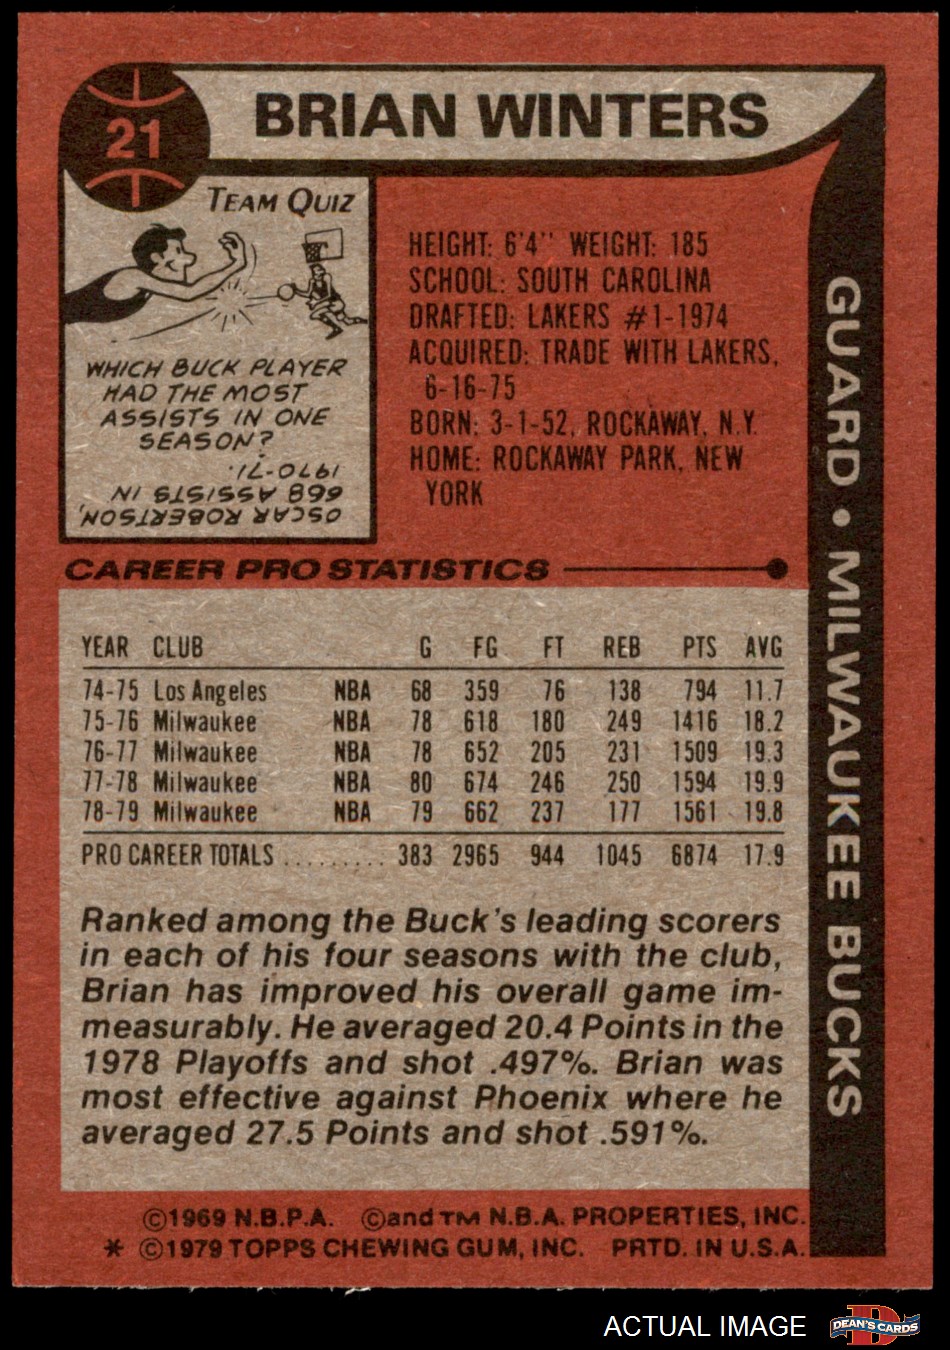 21
BRIAN WINTERS
TEAM QUIZ
WHICH BUCK PLAYER
HAD THE MOST
ASSISTS IN ONE
SEASON?
OSCAR ROBERTSON,
668 ASSISTS IN
1970-71.
HEIGHT: 6'4'' WEIGHT: 185
SCHOOL: SOUTH CAROLINA
DRAFTED: LAKERS #1-1974
ACQUIRED: TRADE WITH LAKERS,
6-16-75
BORN: 3-1-52, ROCKAWAY, N.Y.
HOME: ROCKAWAY PARK, NEW
YORK
GUARD • MILWAUKEE BUCKS
CAREER PRO STATISTICS
YEAR CLUB G FG FT REB PTS AVG
74-75 Los Angeles NBA 68 359 76 138 794 11.7
75-76 Milwaukee NBA 78 618 180 249 1416 18.2
76-77 Milwaukee NBA 78 652 205 231 1509 19.3
77-78 Milwaukee NBA 80 674 246 250 1594 19.9
78-79 Milwaukee NBA 79 662 237 177 1561 19.8
PRO CAREER TOTALS ......... 383 2965 944 1045 6874 17.9
Ranked among the Buck's leading scorers
in each of his four seasons with the club,
Brian has improved his overall game im-
measurably. He averaged 20.4 Points in the
1978 Playoffs and shot .497%. Brian was
most effective against Phoenix where he
averaged 27.5 Points and shot .591%.
©1969 N.B.P.A. ©and TM N.B.A. PROPERTIES, INC.
* ©1979 TOPPS CHEWING GUM, INC. PRTD. IN U.S.A.
ACTUAL IMAGE
D
DEAN'S CARDS